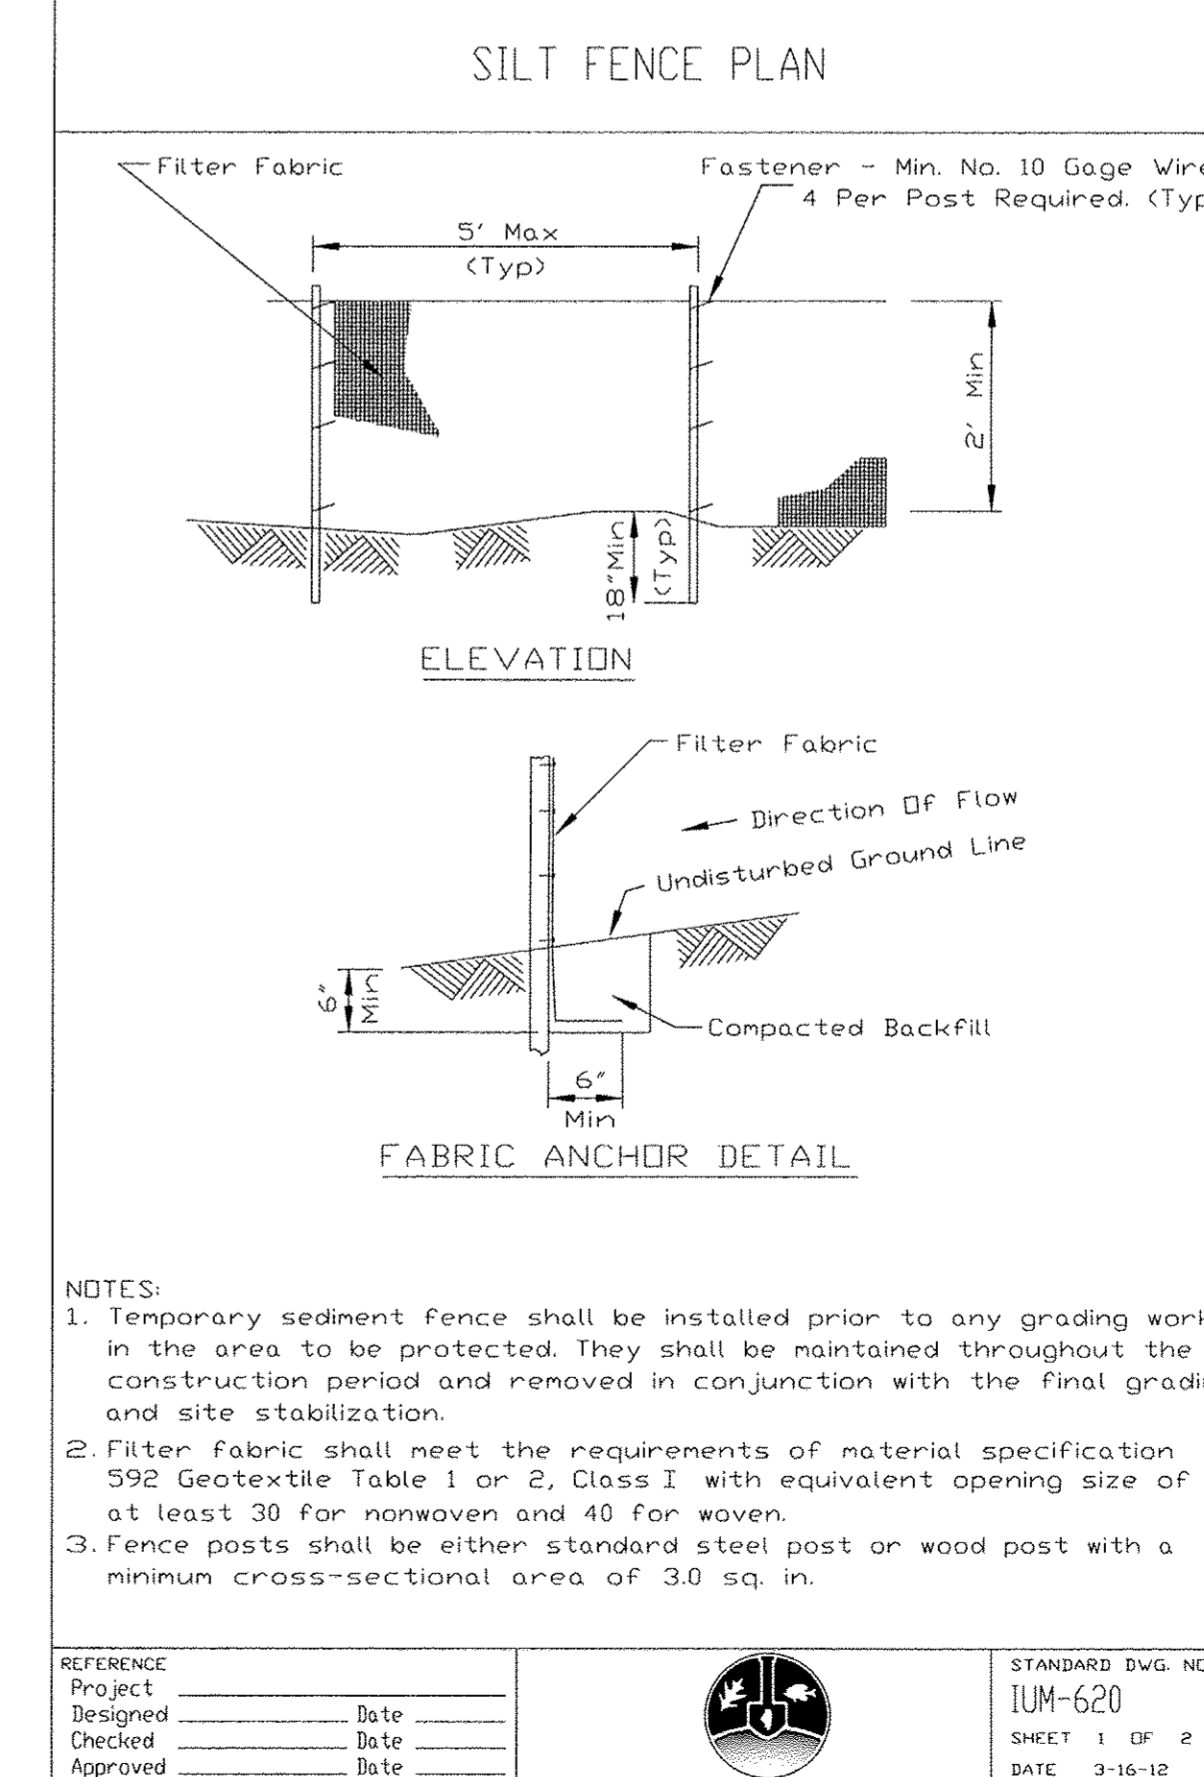 SILT FENCE PLAN
Filter Fabric
Fastener - Min. No. 10 Gage Wire
4 Per Post Required. (Typ
5' Max
(Typ)
2' Min
18" Min
(Typ)
ELEVATION
Filter Fabric
Direction Of Flow
Undisturbed Ground Line
6"
Min
Compacted Backfill
6"
Min
FABRIC ANCHOR DETAIL
NOTES:
1. Temporary sediment fence shall be installed prior to any grading work
in the area to be protected. They shall be maintained throughout the
construction period and removed in conjunction with the final gradi
and site stabilization.
2. Filter fabric shall meet the requirements of material specification
592 Geotextile Table 1 or 2, Class I with equivalent opening size of
at least 30 for nonwoven and 40 for woven.
3. Fence posts shall be either standard steel post or wood post with a
minimum cross-sectional area of 3.0 sq. in.
REFERENCE
Project
Designed Date
Checked Date
Approved Date
STANDARD DWG. NO
IUM-620
SHEET 1 OF 2
DATE 3-16-12